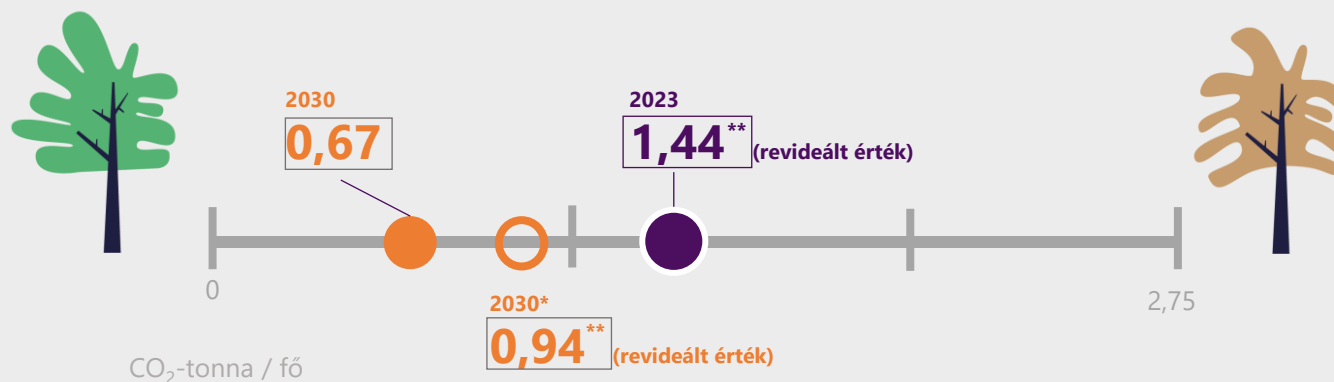 2030
0,67
2023
1,44** (revideált érték)
0
2,75
2030*
0,94** (revideált érték)
CO₂-tonna / fő